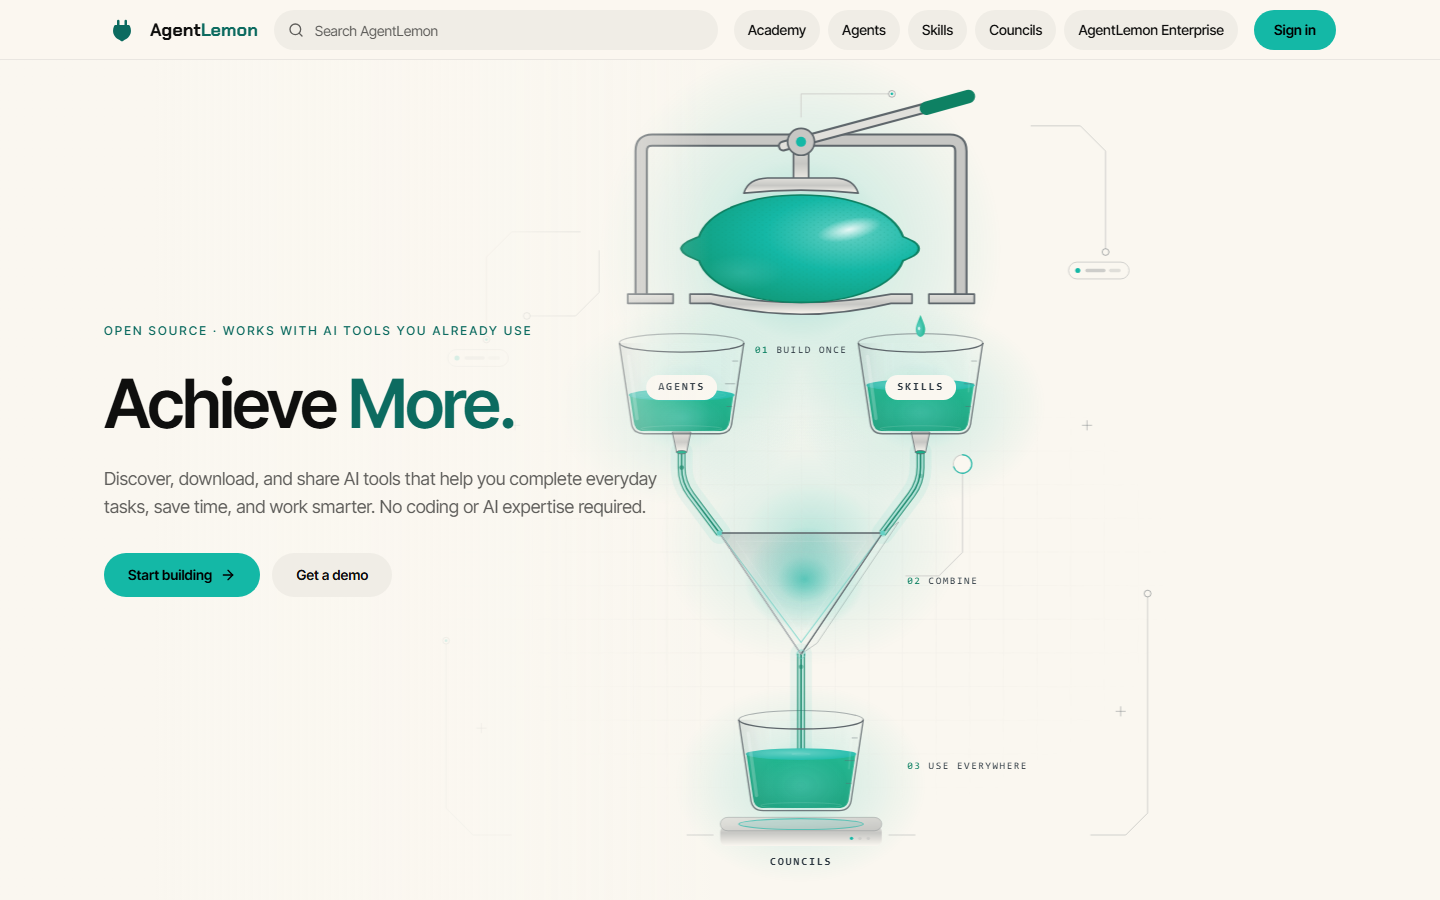 AgentLemon
Search AgentLemon
Academy
Agents
Skills
Councils
AgentLemon Enterprise
Sign in
OPEN SOURCE · WORKS WITH AI TOOLS YOU ALREADY USE
Achieve More.
Discover, download, and share AI tools that help you complete everyday
tasks, save time, and work smarter. No coding or AI expertise required.
Start building
Get a demo
01 BUILD ONCE
AGENTS
SKILLS
02 COMBINE
03 USE EVERYWHERE
COUNCILS